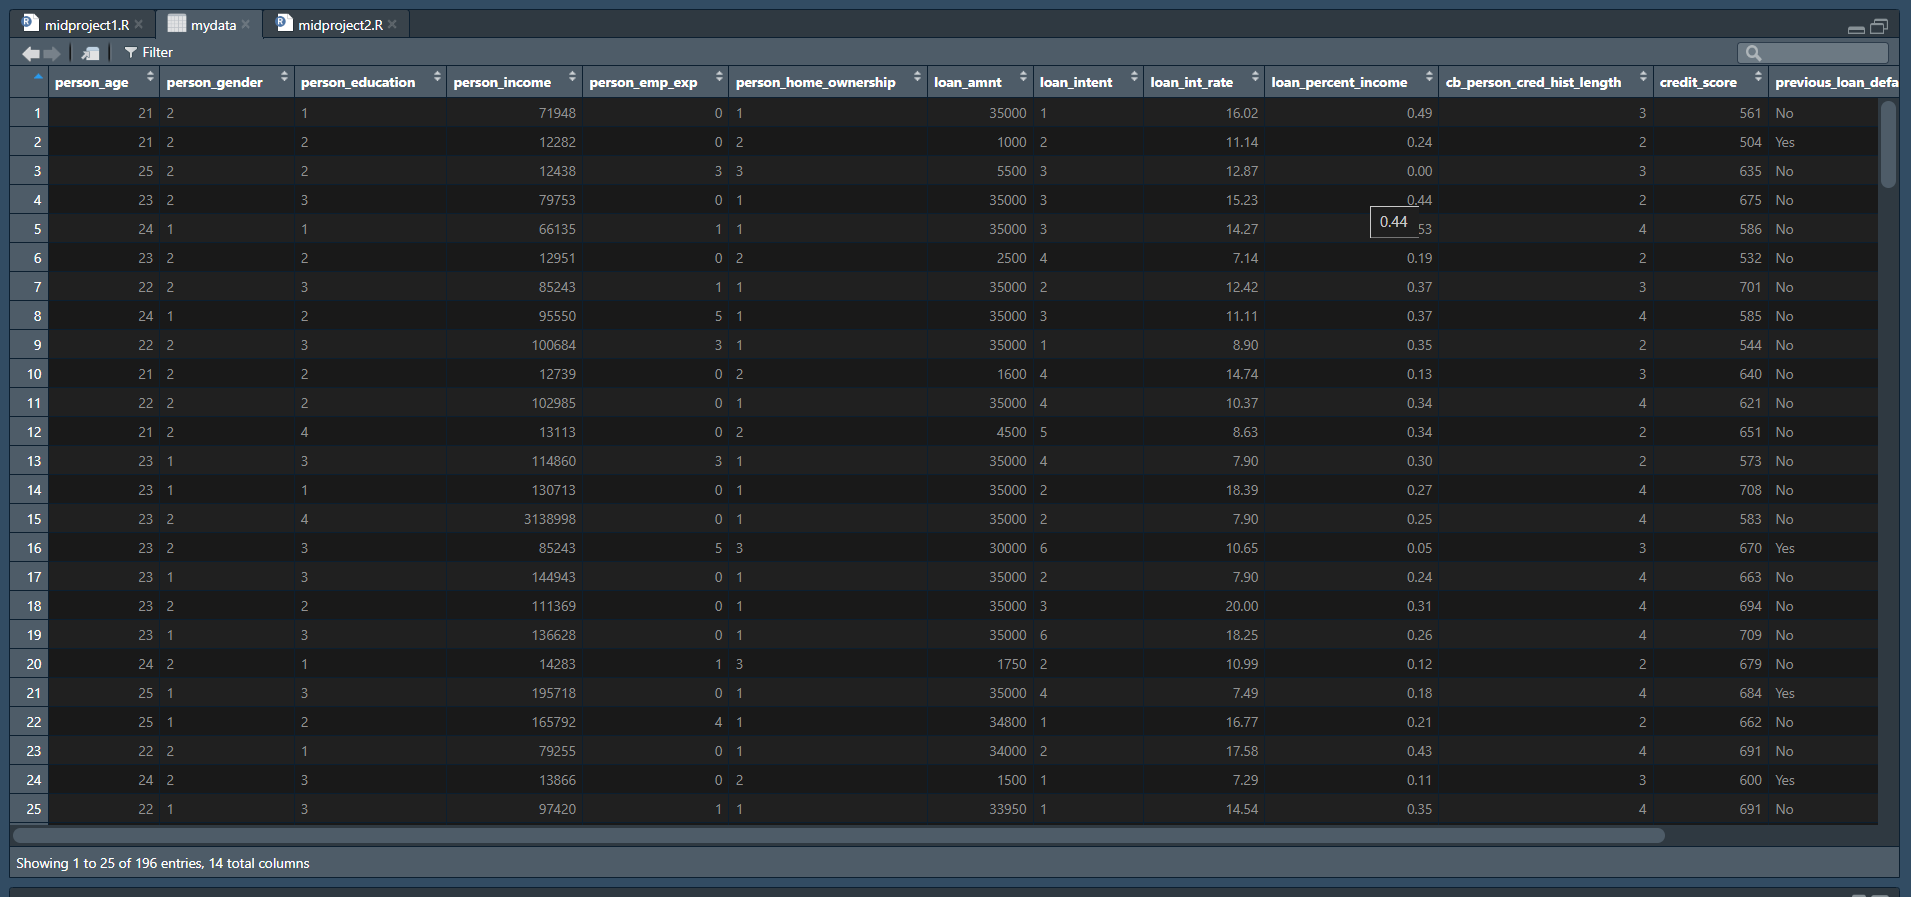 midproject1.R mydata midproject2.R
Filter
person_age person_gender person_education person_income person_emp_exp person_home_ownership loan_amnt loan_intent loan_int_rate loan_percent_income cb_person_cred_hist_length credit_score previous_loan_defa
1 21 2 1 71948 0 1 35000 1 16.02 0.49 3 561 No
2 21 2 2 12282 0 2 1000 2 11.14 0.24 2 504 Yes
3 25 2 2 12438 3 3 5500 3 12.87 0.00 3 635 No
4 23 2 3 79753 0 1 35000 3 15.23 0.44 2 675 No
0.44
5 24 1 1 66135 1 1 35000 3 14.27 53 4 586 No
6 23 2 2 12951 0 2 2500 4 7.14 0.19 2 532 No
7 22 2 3 85243 1 1 35000 2 12.42 0.37 3 701 No
8 24 1 2 95550 5 1 35000 3 11.11 0.37 4 585 No
9 22 2 3 100684 3 1 35000 1 8.90 0.35 2 544 No
10 21 2 2 12739 0 2 1600 4 14.74 0.13 3 640 No
11 22 2 2 102985 0 1 35000 4 10.37 0.34 4 621 No
12 21 2 4 13113 0 2 4500 5 8.63 0.34 2 651 No
13 23 1 3 114860 3 1 35000 4 7.90 0.30 2 573 No
14 23 1 1 130713 0 1 35000 2 18.39 0.27 4 708 No
15 23 2 4 3138998 0 1 35000 2 7.90 0.25 4 583 No
16 23 2 3 85243 5 3 30000 6 10.65 0.05 3 670 Yes
17 23 1 3 144943 0 1 35000 2 7.90 0.24 4 663 No
18 23 2 2 111369 0 1 35000 3 20.00 0.31 4 694 No
19 23 1 3 136628 0 1 35000 6 18.25 0.26 4 709 No
20 24 2 1 14283 1 3 1750 2 10.99 0.12 2 679 No
21 25 1 3 195718 0 1 35000 4 7.49 0.18 4 684 Yes
22 25 1 2 165792 4 1 34800 1 16.77 0.21 2 662 No
23 22 2 1 79255 0 1 34000 2 17.58 0.43 4 691 No
24 24 2 3 13866 0 2 1500 1 7.29 0.11 3 600 Yes
25 22 1 3 97420 1 1 33950 1 14.54 0.35 4 691 No
Showing 1 to 25 of 196 entries, 14 total columns